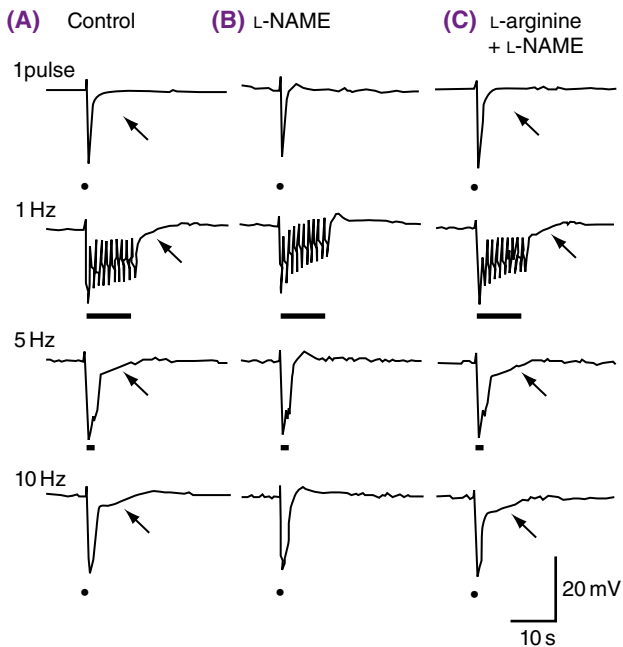 (A) Control
(B) L-NAME
(C) L-arginine
+ L-NAME
1pulse
1 Hz
5 Hz
10 Hz
20 mV
10 s